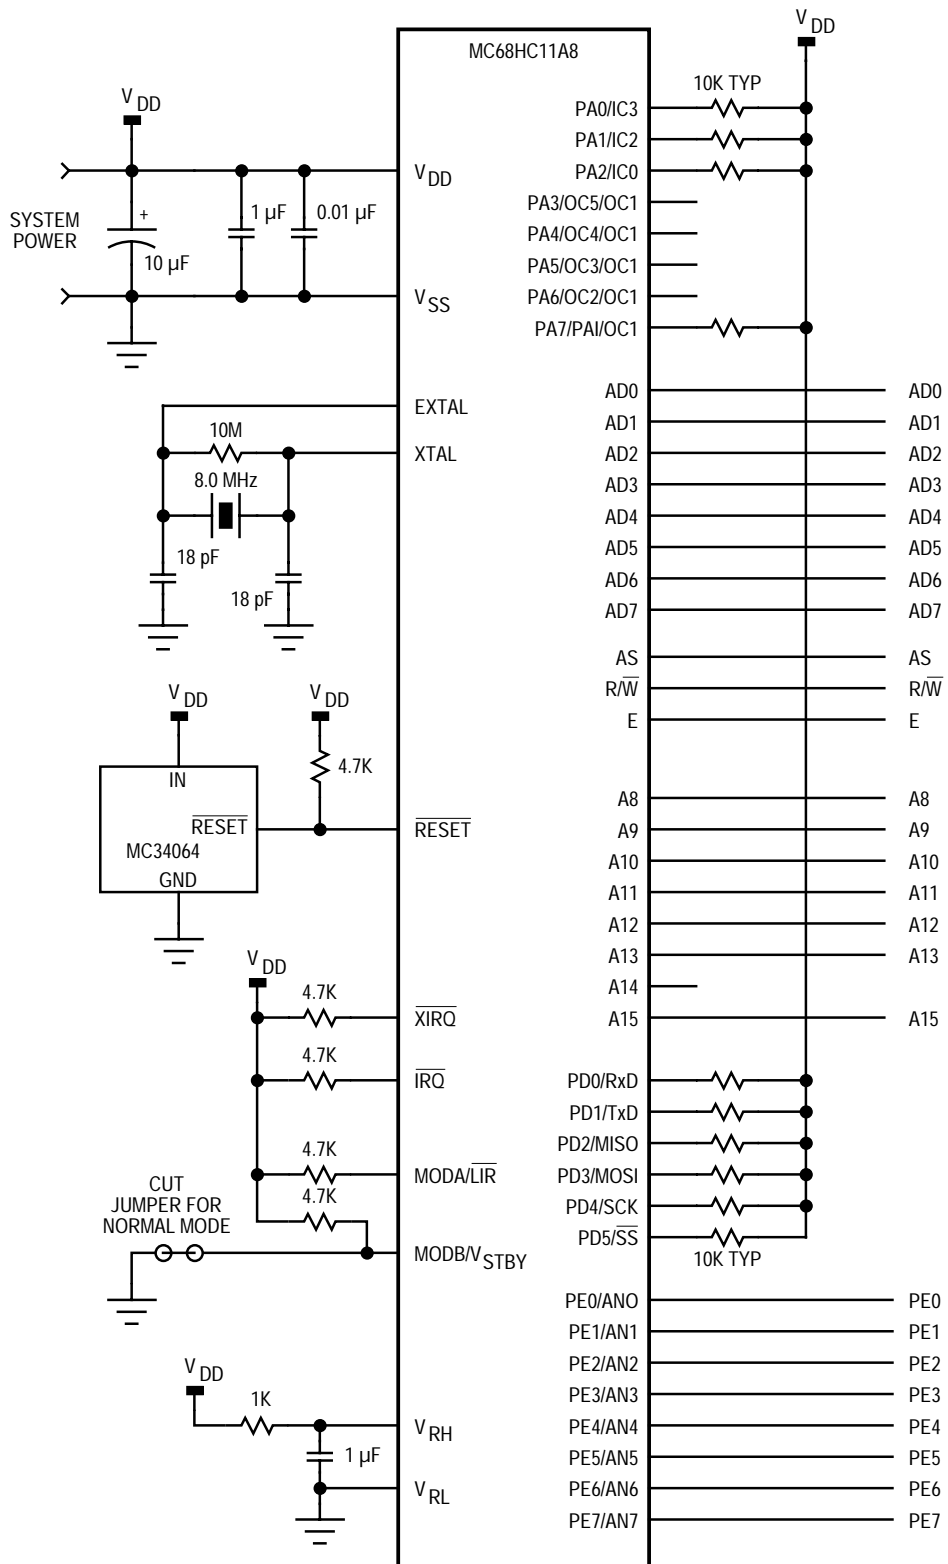 MC68HC11A8
V DD
10K TYP
PA0/IC3
PA1/IC2
PA2/IC0
PA3/OC5/OC1
PA4/OC4/OC1
PA5/OC3/OC1
PA6/OC2/OC1
PA7/PAI/OC1
V DD
V DD
SYSTEM
POWER
+
10 µF
1 µF
0.01 µF
V SS
EXTAL
10M
XTAL
8.0 MHz
18 pF
18 pF
AD0 AD0
AD1 AD1
AD2 AD2
AD3 AD3
AD4 AD4
AD5 AD5
AD6 AD6
AD7 AD7
AS AS
R/W̅ R/W̅
E E
V DD
V DD
4.7K
IN
R̅E̅S̅E̅T̅
R̅E̅S̅E̅T̅
MC34064
GND
A8 A8
A9 A9
A10 A10
A11 A11
A12 A12
A13 A13
A14
A15 A15
V DD
4.7K
X̅I̅R̅Q̅
4.7K
I̅R̅Q̅
4.7K
MODA/L̅I̅R̅
4.7K
CUT
JUMPER FOR
NORMAL MODE
MODB/V STBY
PD0/RxD
PD1/TxD
PD2/MISO
PD3/MOSI
PD4/SCK
PD5/S̅S̅
10K TYP
PE0/ANO PE0
PE1/AN1 PE1
PE2/AN2 PE2
PE3/AN3 PE3
PE4/AN4 PE4
PE5/AN5 PE5
PE6/AN6 PE6
PE7/AN7 PE7
V DD
1K
V RH
1 µF
V RL